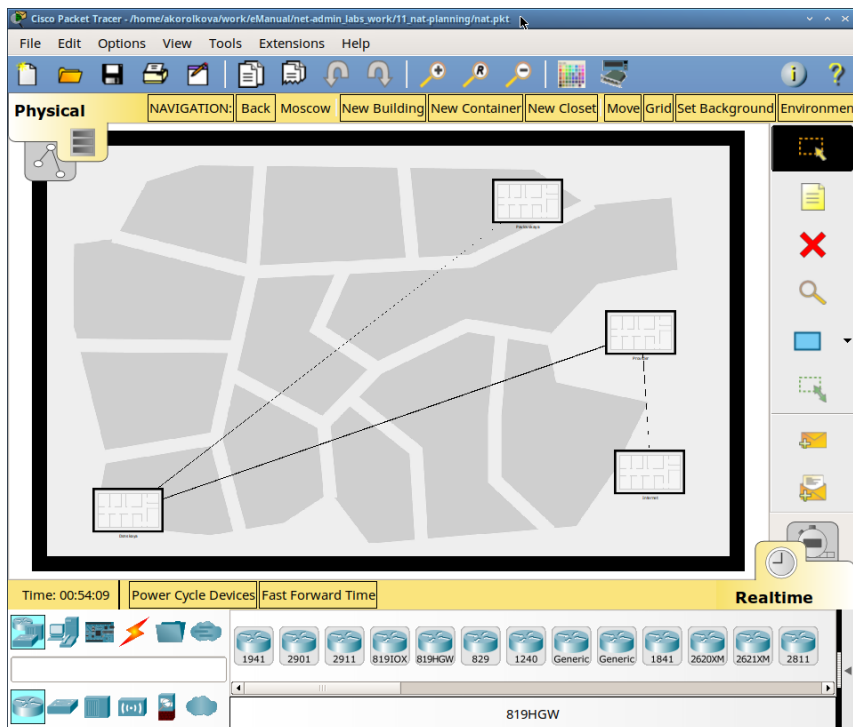 Cisco Packet Tracer - /home/akorolkova/work/eManual/net-admin_labs_work/11_nat-planning/nat.pkt
File Edit Options View Tools Extensions Help
Physical
NAVIGATION: Back Moscow New Building New Container New Closet Move Grid Set Background Environmen
Internet
Time: 00:54:09 Power Cycle Devices Fast Forward Time
Realtime
1941 2901 2911 819IOX 819HGW 829 1240 Generic Generic 1841 2620XM 2621XM 2811
819HGW